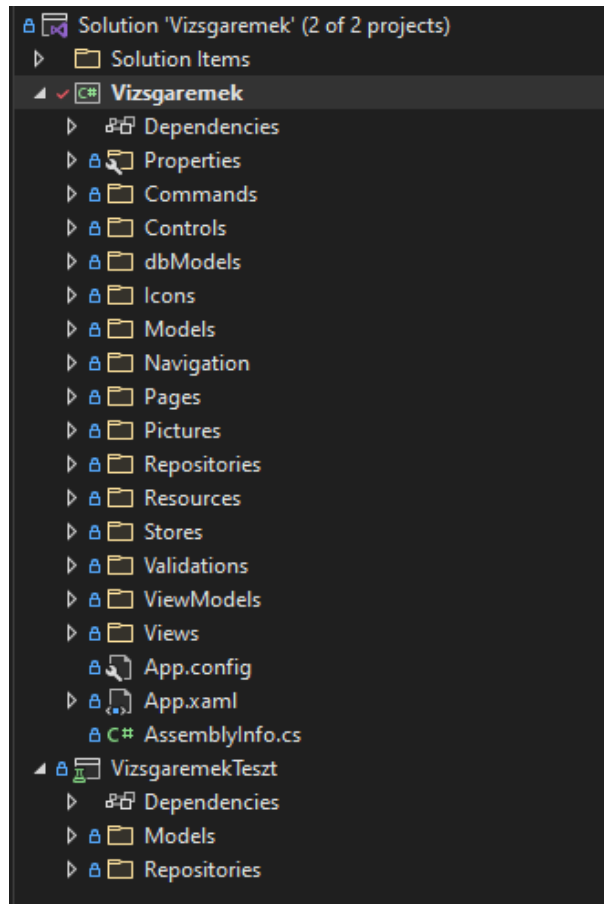 Solution 'Vizsgaremek' (2 of 2 projects)
Solution Items
C# Vizsgaremek
Dependencies
Properties
Commands
Controls
dbModels
Icons
Models
Navigation
Pages
Pictures
Repositories
Resources
Stores
Validations
ViewModels
Views
App.config
App.xaml
C# AssemblyInfo.cs
VizsgaremekTeszt
Dependencies
Models
Repositories